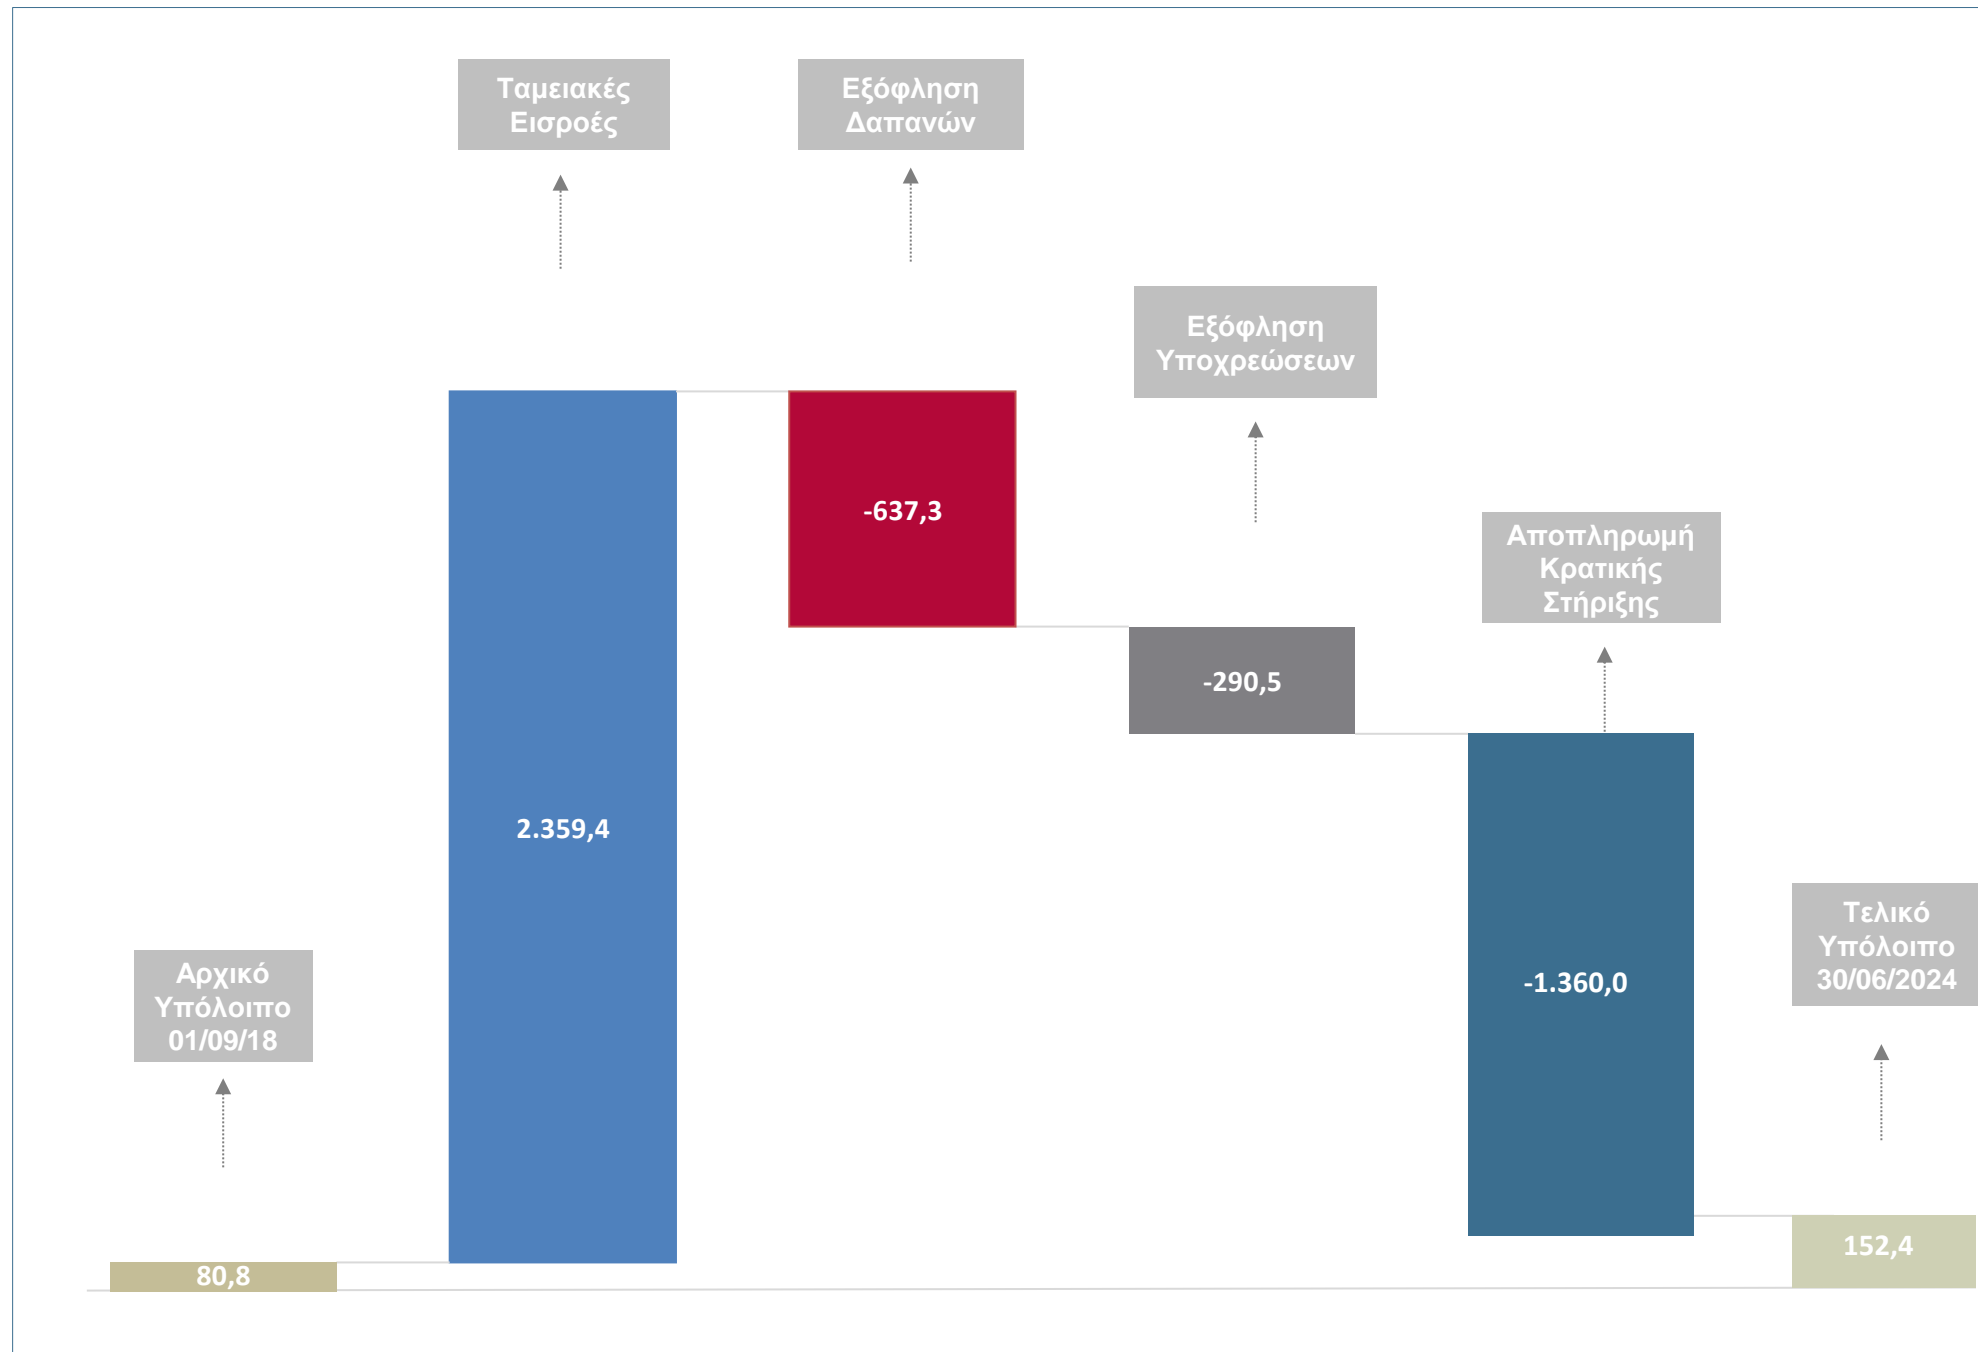 Ταμειακές
Εισροές
Εξόφληση
Δαπανών
Εξόφληση
Υποχρεώσεων
-637,3
Αποπληρωμή
Κρατικής
Στήριξης
-290,5
2.359,4
Τελικό
Υπόλοιπο
30/06/2024
Αρχικό
Υπόλοιπο
01/09/18
-1.360,0
152,4
80,8